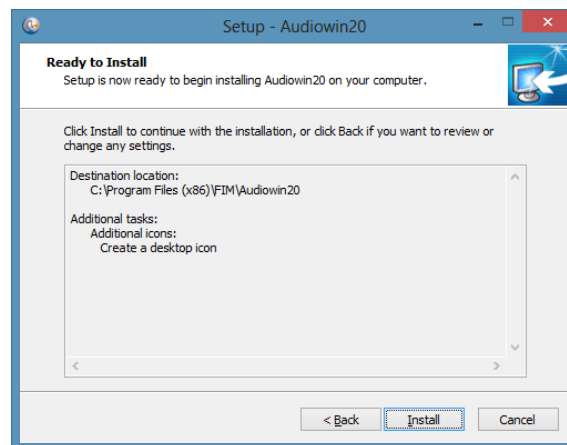 Setup - Audiowin20
Ready to Install
Setup is now ready to begin installing Audiowin20 on your computer.
Click Install to continue with the installation, or click Back if you want to review or
change any settings.
Destination location:
C:\Program Files (x86)\FIM\Audiowin20
Additional tasks:
Additional icons:
Create a desktop icon
< Back
Install
Cancel